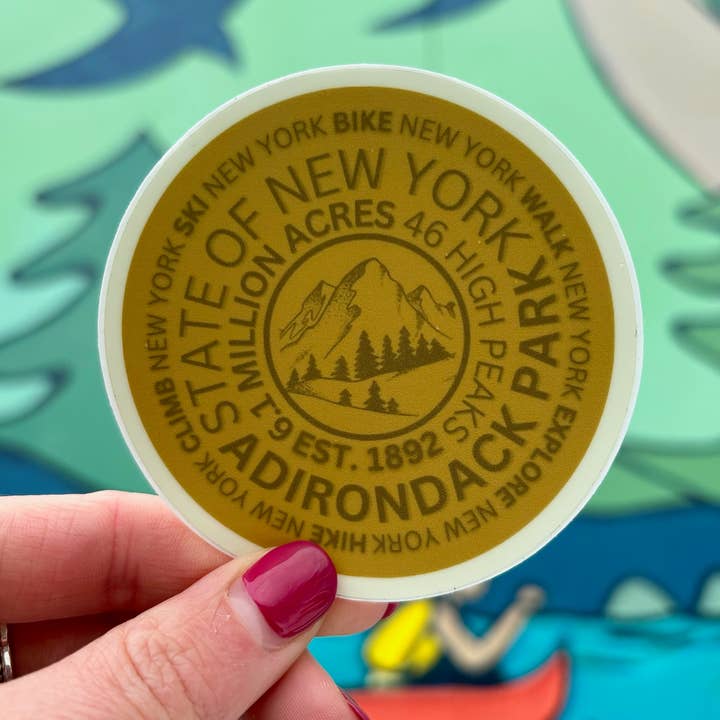 SKI NEW YORK BIKE NEW YORK WALK NEW YORK EXPLORE NEW YORK HIKE NEW YORK CLIMB NEW YORK
STATE OF NEW YORK
ADIRONDACK PARK
1.9 MILLION ACRES 46 HIGH PEAKS
EST. 1892